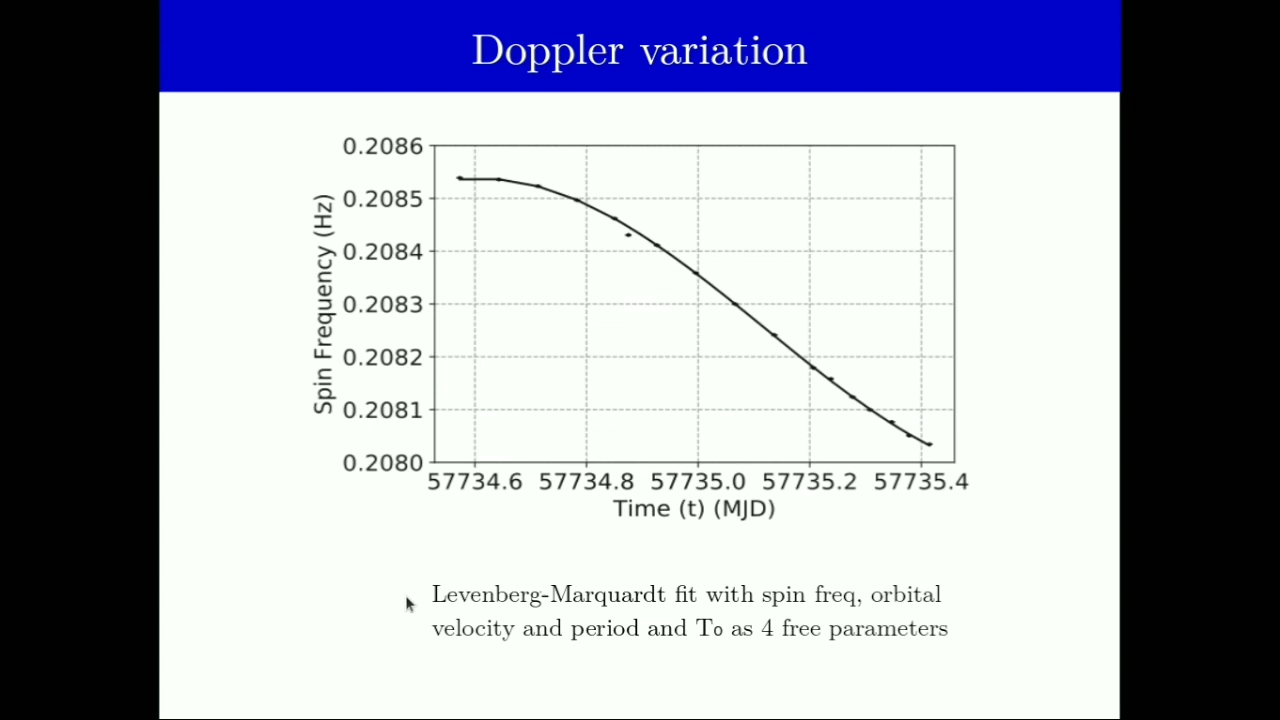 Doppler variation
0.2086
0.2085
0.2084
0.2083
0.2082
0.2081
0.2080
Spin Frequency (Hz)
57734.6 57734.8 57735.0 57735.2 57735.4
Time (t) (MJD)
Levenberg-Marquardt fit with spin freq, orbital
velocity and period and T₀ as 4 free parameters